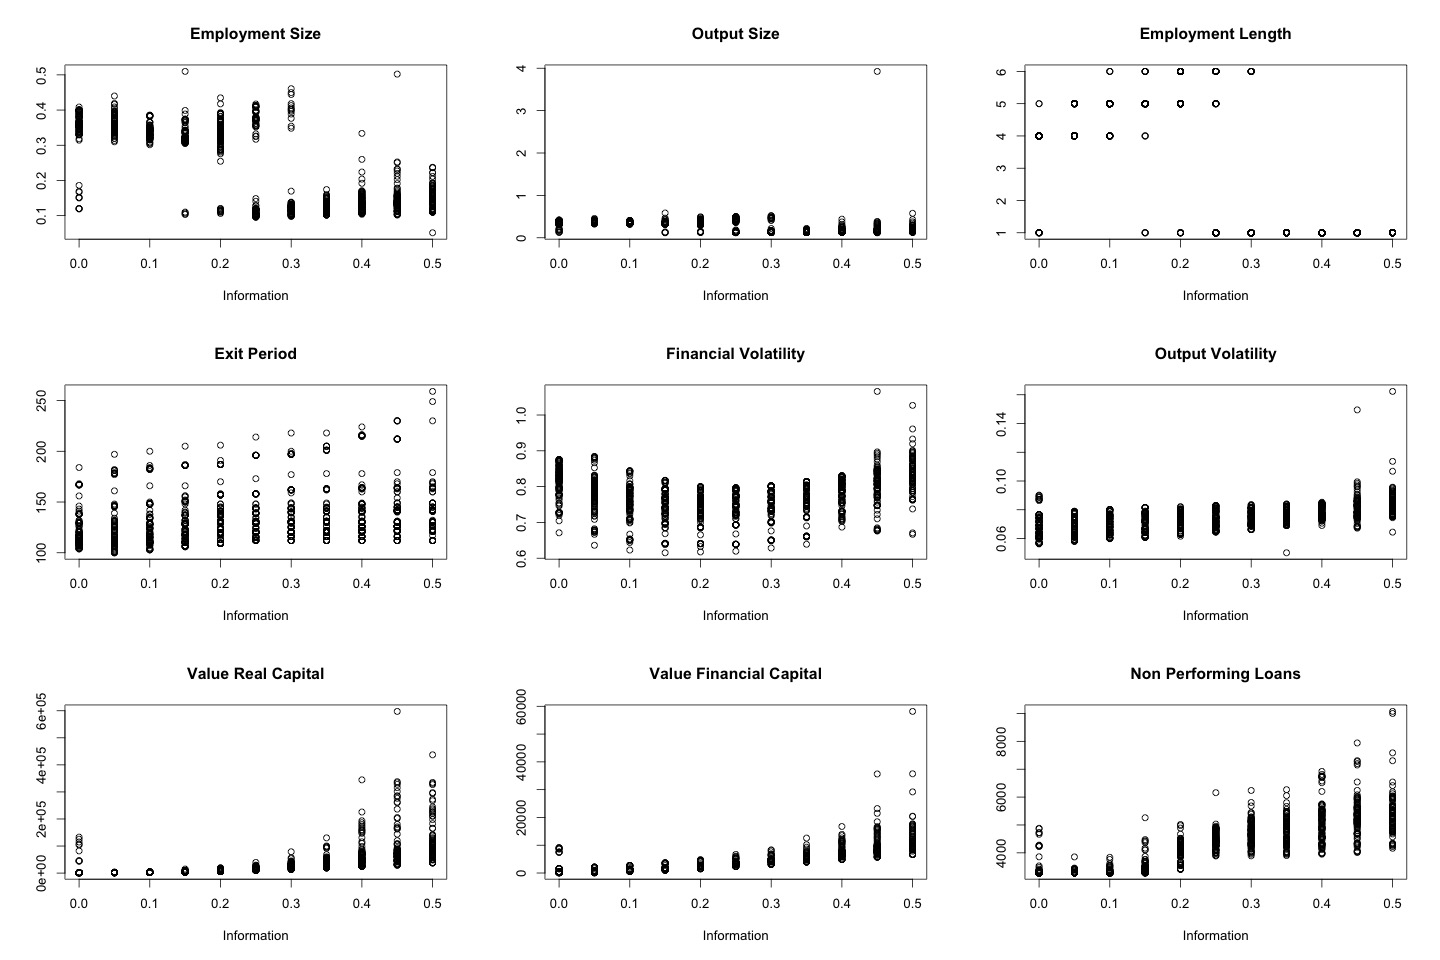 Employment Size
0.5
0.4
0.3
0.2
0.1
0.0 0.1 0.2 0.3 0.4 0.5
Information
Output Size
4
3
2
1
0
0.0 0.1 0.2 0.3 0.4 0.5
Information
Employment Length
6
5
4
3
2
1
0.0 0.1 0.2 0.3 0.4 0.5
Information
Exit Period
250
200
150
100
0.0 0.1 0.2 0.3 0.4 0.5
Information
Financial Volatility
1.0
0.9
0.8
0.7
0.6
0.0 0.1 0.2 0.3 0.4 0.5
Information
Output Volatility
0.14
0.10
0.06
0.0 0.1 0.2 0.3 0.4 0.5
Information
Value Real Capital
6e+05
4e+05
2e+05
0e+00
0.0 0.1 0.2 0.3 0.4 0.5
Information
Value Financial Capital
60000
40000
20000
0
0.0 0.1 0.2 0.3 0.4 0.5
Information
Non Performing Loans
8000
6000
4000
0.0 0.1 0.2 0.3 0.4 0.5
Information